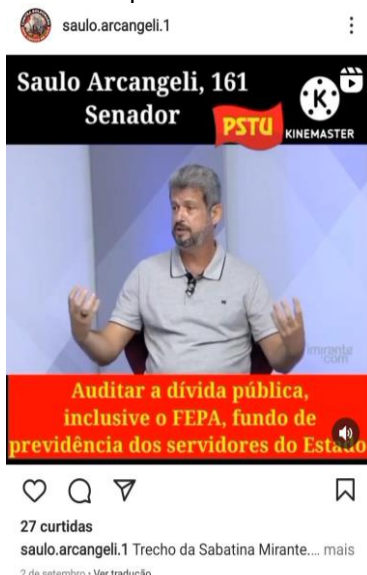 saulo.arcangeli.1
Saulo Arcangeli, 161
Senador
PSTU
K
KINEMASTER
imirante
.com
Auditar a dívida pública,
inclusive o FEPA, fundo de
previdência dos servidores do Estado
27 curtidas
saulo.arcangeli.1 Trecho da Sabatina Mirante.... mais
2 de setembro • Ver tradução